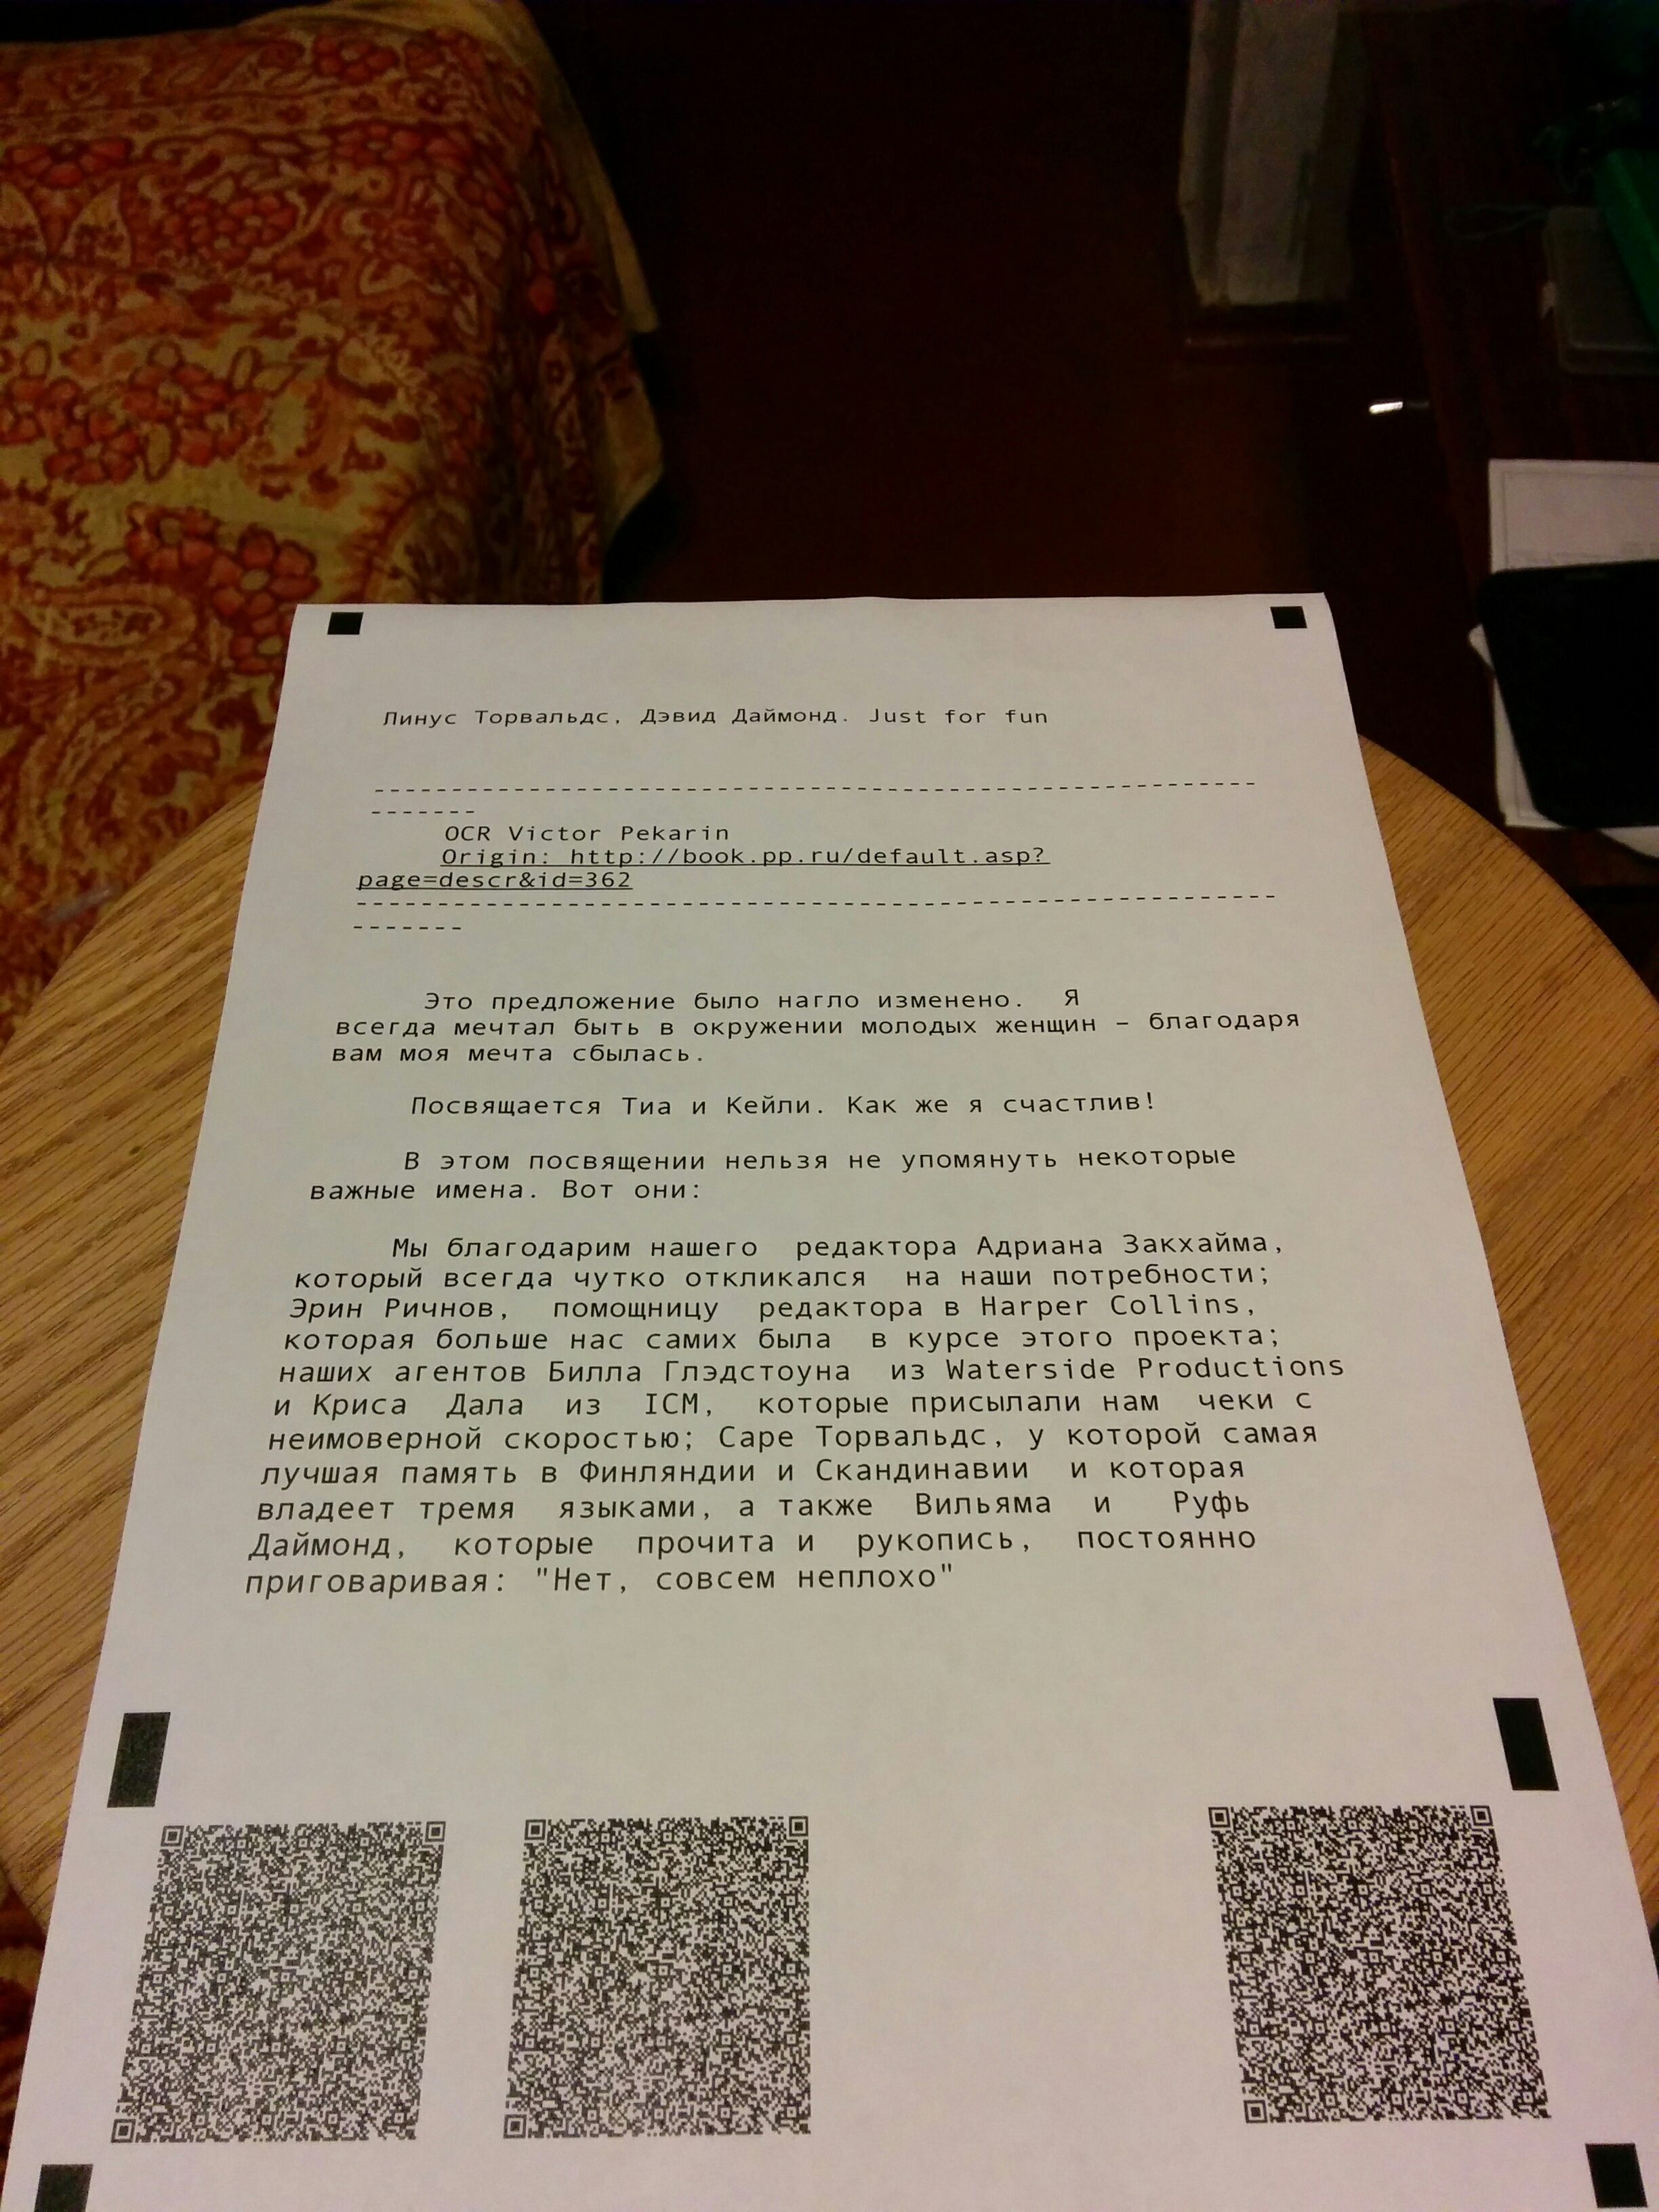 Линус Торвальдс, Дэвид Даймонд. Just for fun
---------------------------------------------------------
-------
OCR Victor Pekarin
Origin: http://book.pp.ru/default.asp?
page=descr&id=362
---------------------------------------------------------
-------
Это предложение было нагло изменено. Я
всегда мечтал быть в окружении молодых женщин – благодаря
вам моя мечта сбылась.
Посвящается Тиа и Кейли. Как же я счастлив!
В этом посвящении нельзя не упомянуть некоторые
важные имена. Вот они:
Мы благодарим нашего редактора Адриана Закхайма,
который всегда чутко откликался на наши потребности;
Эрин Ричнов, помощницу редактора в Harper Collins,
которая больше нас самих была в курсе этого проекта;
наших агентов Билла Глэдстоуна из Waterside Productions
и Криса Дала из ICM, которые присылали нам чеки с
неимоверной скоростью; Саре Торвальдс, у которой самая
лучшая память в Финляндии и Скандинавии и которая
владеет тремя языками, а также Вильяма и Руфь
Даймонд, которые прочита и рукопись, постоянно
приговаривая: "Нет, совсем неплохо"